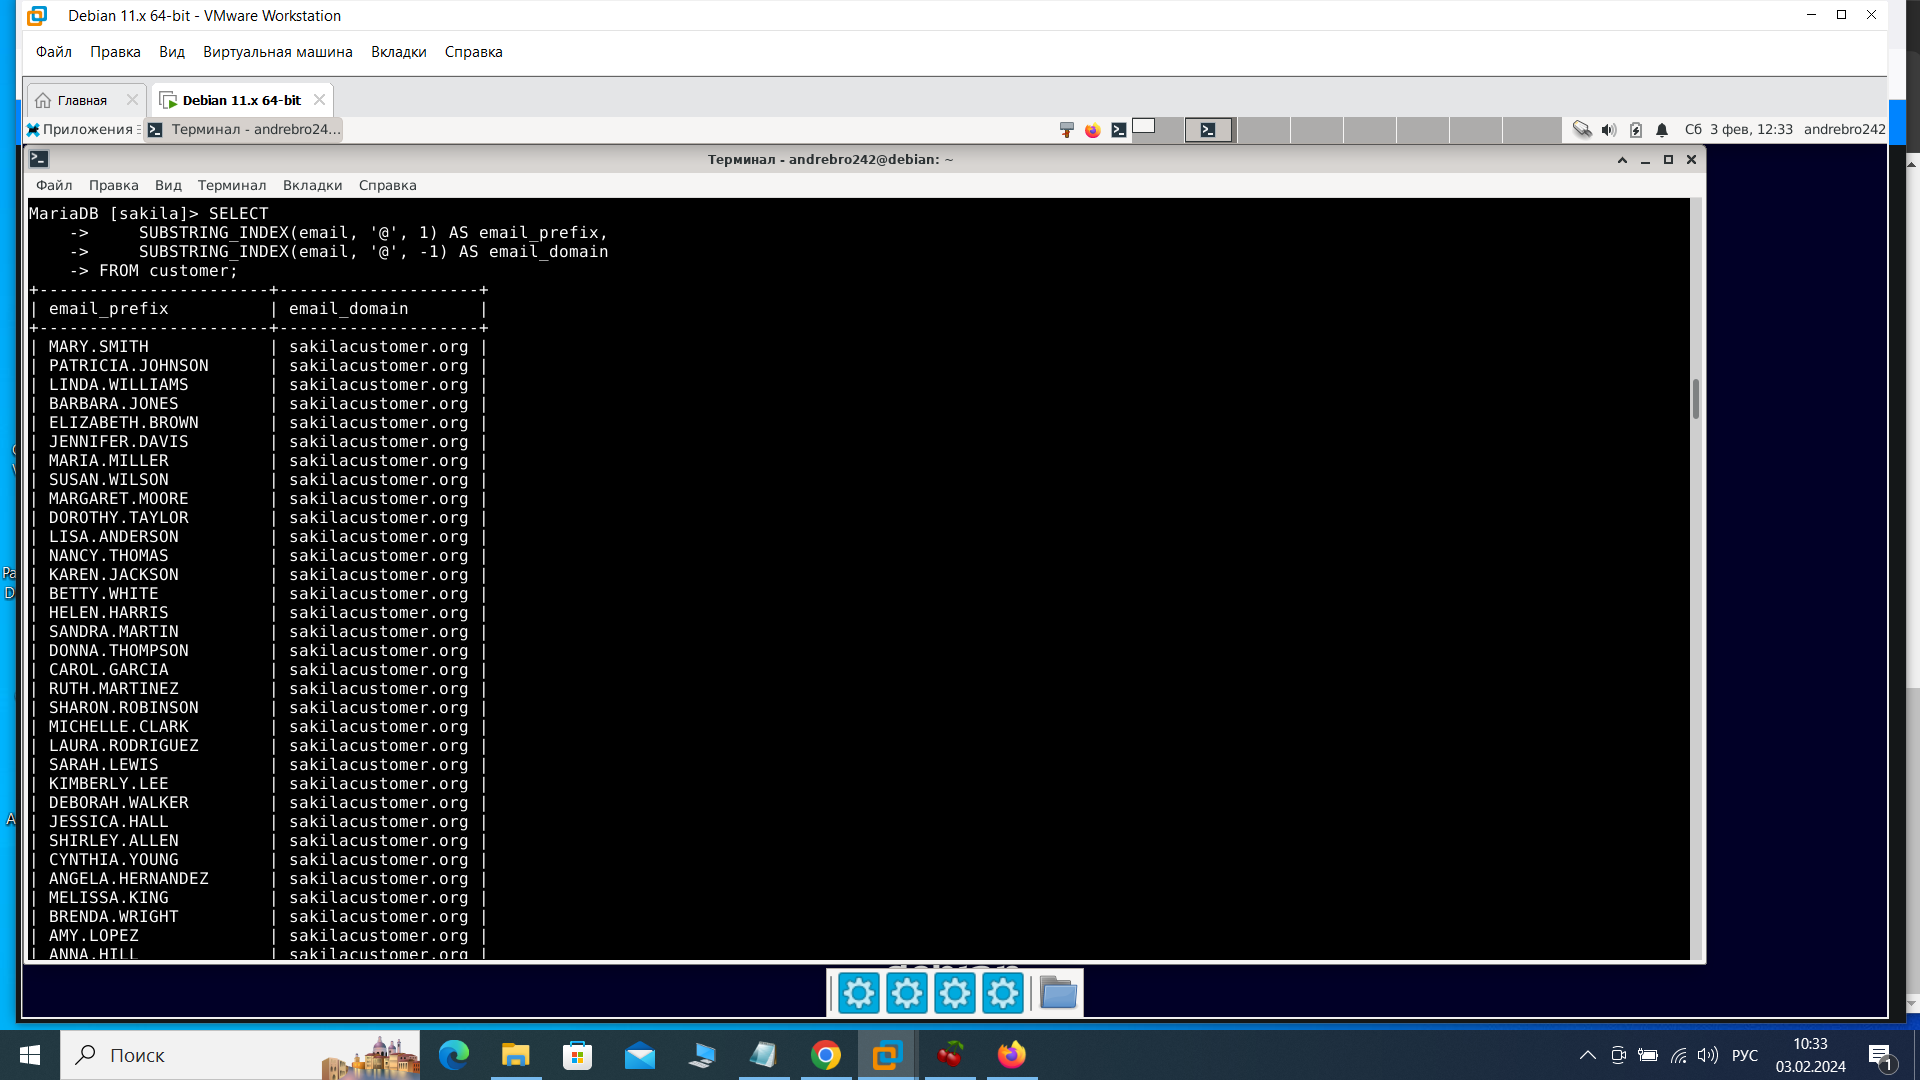 Debian 11.x 64-bit - VMware Workstation
Файл Правка Вид Виртуальная машина Вкладки Справка
Главная Debian 11.x 64-bit
Приложения Терминал - andrebro24... Сб 3 фев, 12:33 andrebro242
Терминал - andrebro242@debian: ~
Файл Правка Вид Терминал Вкладки Справка
MariaDB [sakila]> SELECT
    ->     SUBSTRING_INDEX(email, '@', 1) AS email_prefix,
    ->     SUBSTRING_INDEX(email, '@', -1) AS email_domain
    -> FROM customer;
+-----------------------+--------------------+
| email_prefix          | email_domain       |
+-----------------------+--------------------+
| MARY.SMITH            | sakilacustomer.org |
| PATRICIA.JOHNSON      | sakilacustomer.org |
| LINDA.WILLIAMS        | sakilacustomer.org |
| BARBARA.JONES         | sakilacustomer.org |
| ELIZABETH.BROWN       | sakilacustomer.org |
| JENNIFER.DAVIS        | sakilacustomer.org |
| MARIA.MILLER          | sakilacustomer.org |
| SUSAN.WILSON          | sakilacustomer.org |
| MARGARET.MOORE        | sakilacustomer.org |
| DOROTHY.TAYLOR        | sakilacustomer.org |
| LISA.ANDERSON         | sakilacustomer.org |
| NANCY.THOMAS          | sakilacustomer.org |
| KAREN.JACKSON         | sakilacustomer.org |
| BETTY.WHITE           | sakilacustomer.org |
| HELEN.HARRIS          | sakilacustomer.org |
| SANDRA.MARTIN         | sakilacustomer.org |
| DONNA.THOMPSON        | sakilacustomer.org |
| CAROL.GARCIA          | sakilacustomer.org |
| RUTH.MARTINEZ         | sakilacustomer.org |
| SHARON.ROBINSON       | sakilacustomer.org |
| MICHELLE.CLARK        | sakilacustomer.org |
| LAURA.RODRIGUEZ       | sakilacustomer.org |
| SARAH.LEWIS           | sakilacustomer.org |
| KIMBERLY.LEE          | sakilacustomer.org |
| DEBORAH.WALKER        | sakilacustomer.org |
| JESSICA.HALL          | sakilacustomer.org |
| SHIRLEY.ALLEN         | sakilacustomer.org |
| CYNTHIA.YOUNG         | sakilacustomer.org |
| ANGELA.HERNANDEZ      | sakilacustomer.org |
| MELISSA.KING          | sakilacustomer.org |
| BRENDA.WRIGHT         | sakilacustomer.org |
| AMY.LOPEZ             | sakilacustomer.org |
| ANNA.HILL             | sakilacustomer.org |
Поиск
РУС
10:33
03.02.2024
1